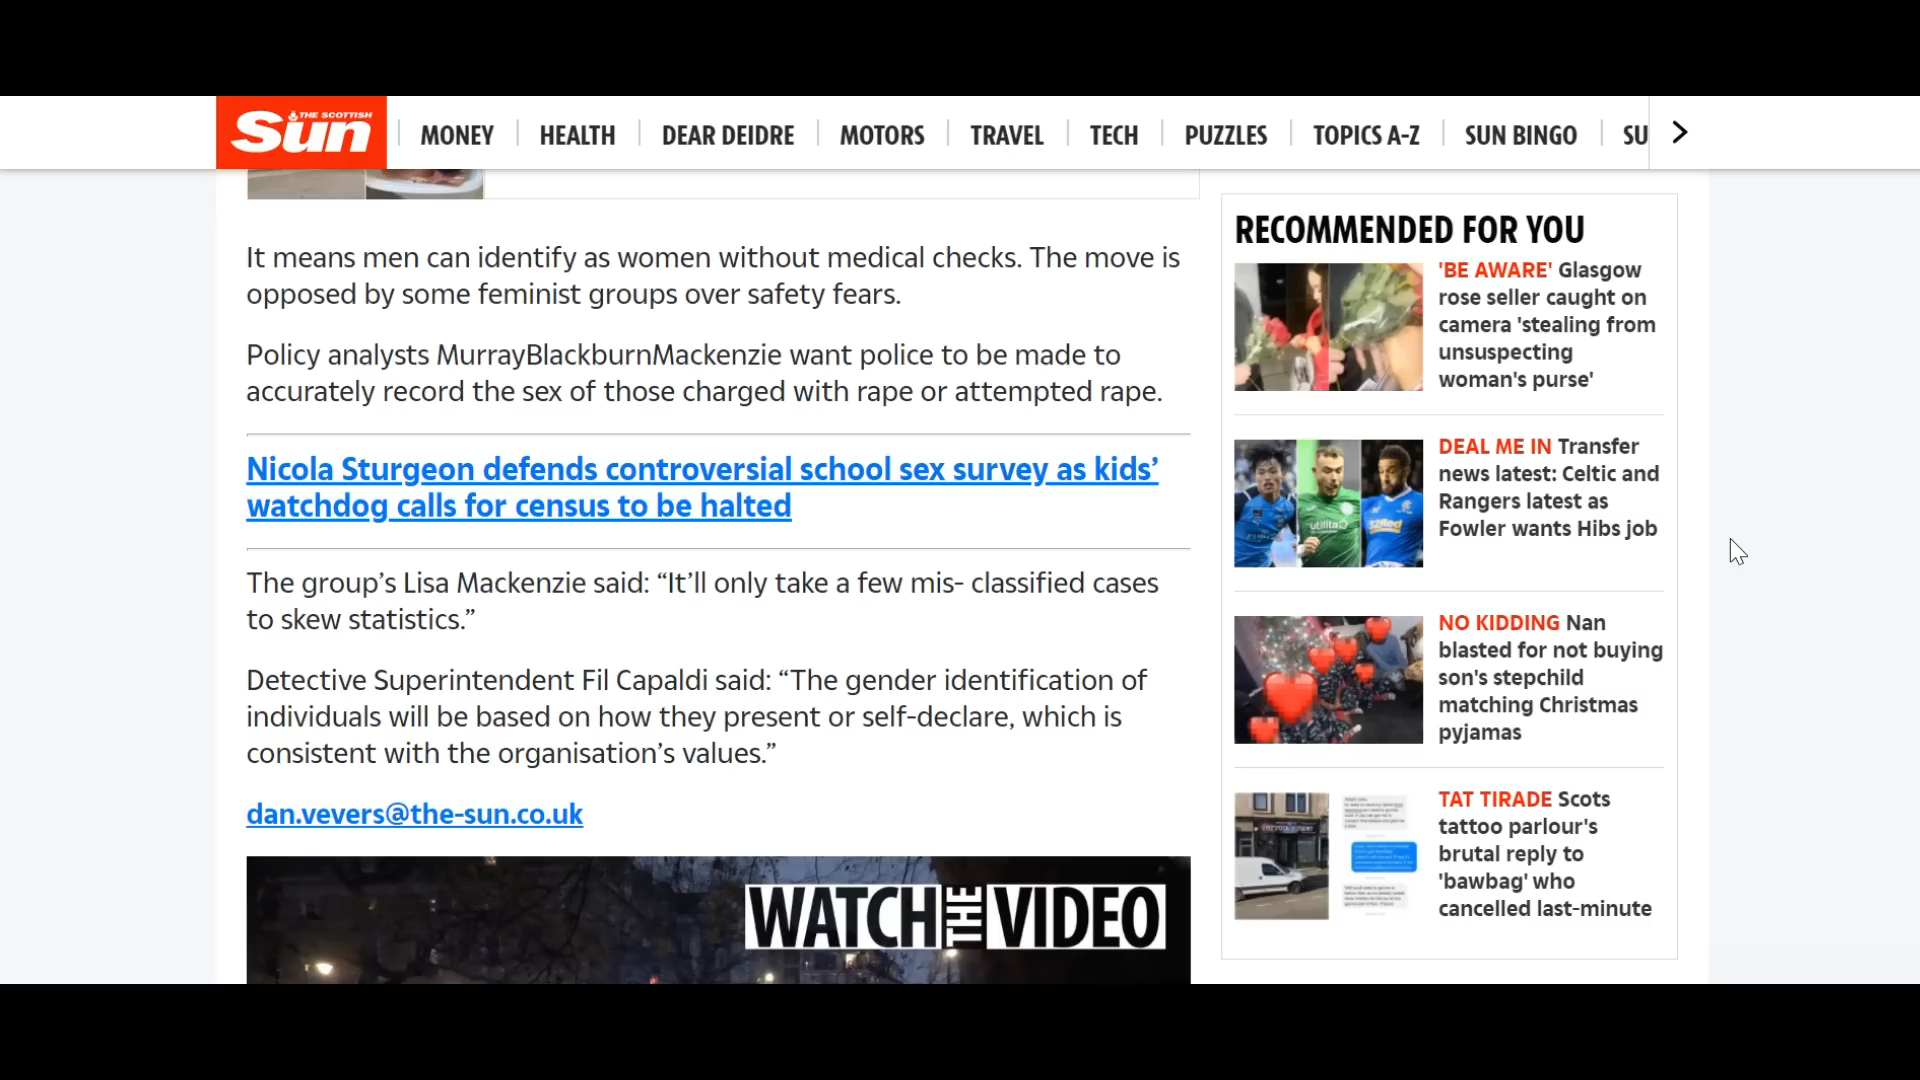 THE SCOTTISH
Sun
MONEY
HEALTH
DEAR DEIDRE
MOTORS
TRAVEL
TECH
PUZZLES
TOPICS A-Z
SUN BINGO
SU
It means men can identify as women without medical checks. The move is
opposed by some feminist groups over safety fears.
Policy analysts MurrayBlackburnMackenzie want police to be made to
accurately record the sex of those charged with rape or attempted rape.
Nicola Sturgeon defends controversial school sex survey as kids’
watchdog calls for census to be halted
The group’s Lisa Mackenzie said: “It’ll only take a few mis- classified cases
to skew statistics.”
Detective Superintendent Fil Capaldi said: “The gender identification of
individuals will be based on how they present or self-declare, which is
consistent with the organisation’s values.”
dan.vevers@the-sun.co.uk
WATCH THE VIDEO
RECOMMENDED FOR YOU
'BE AWARE' Glasgow
rose seller caught on
camera 'stealing from
unsuspecting
woman's purse'
DEAL ME IN Transfer
news latest: Celtic and
Rangers latest as
Fowler wants Hibs job
utilita
NO KIDDING Nan
blasted for not buying
son's stepchild
matching Christmas
pyjamas
TAT TIRADE Scots
tattoo parlour's
brutal reply to
'bawbag' who
cancelled last-minute